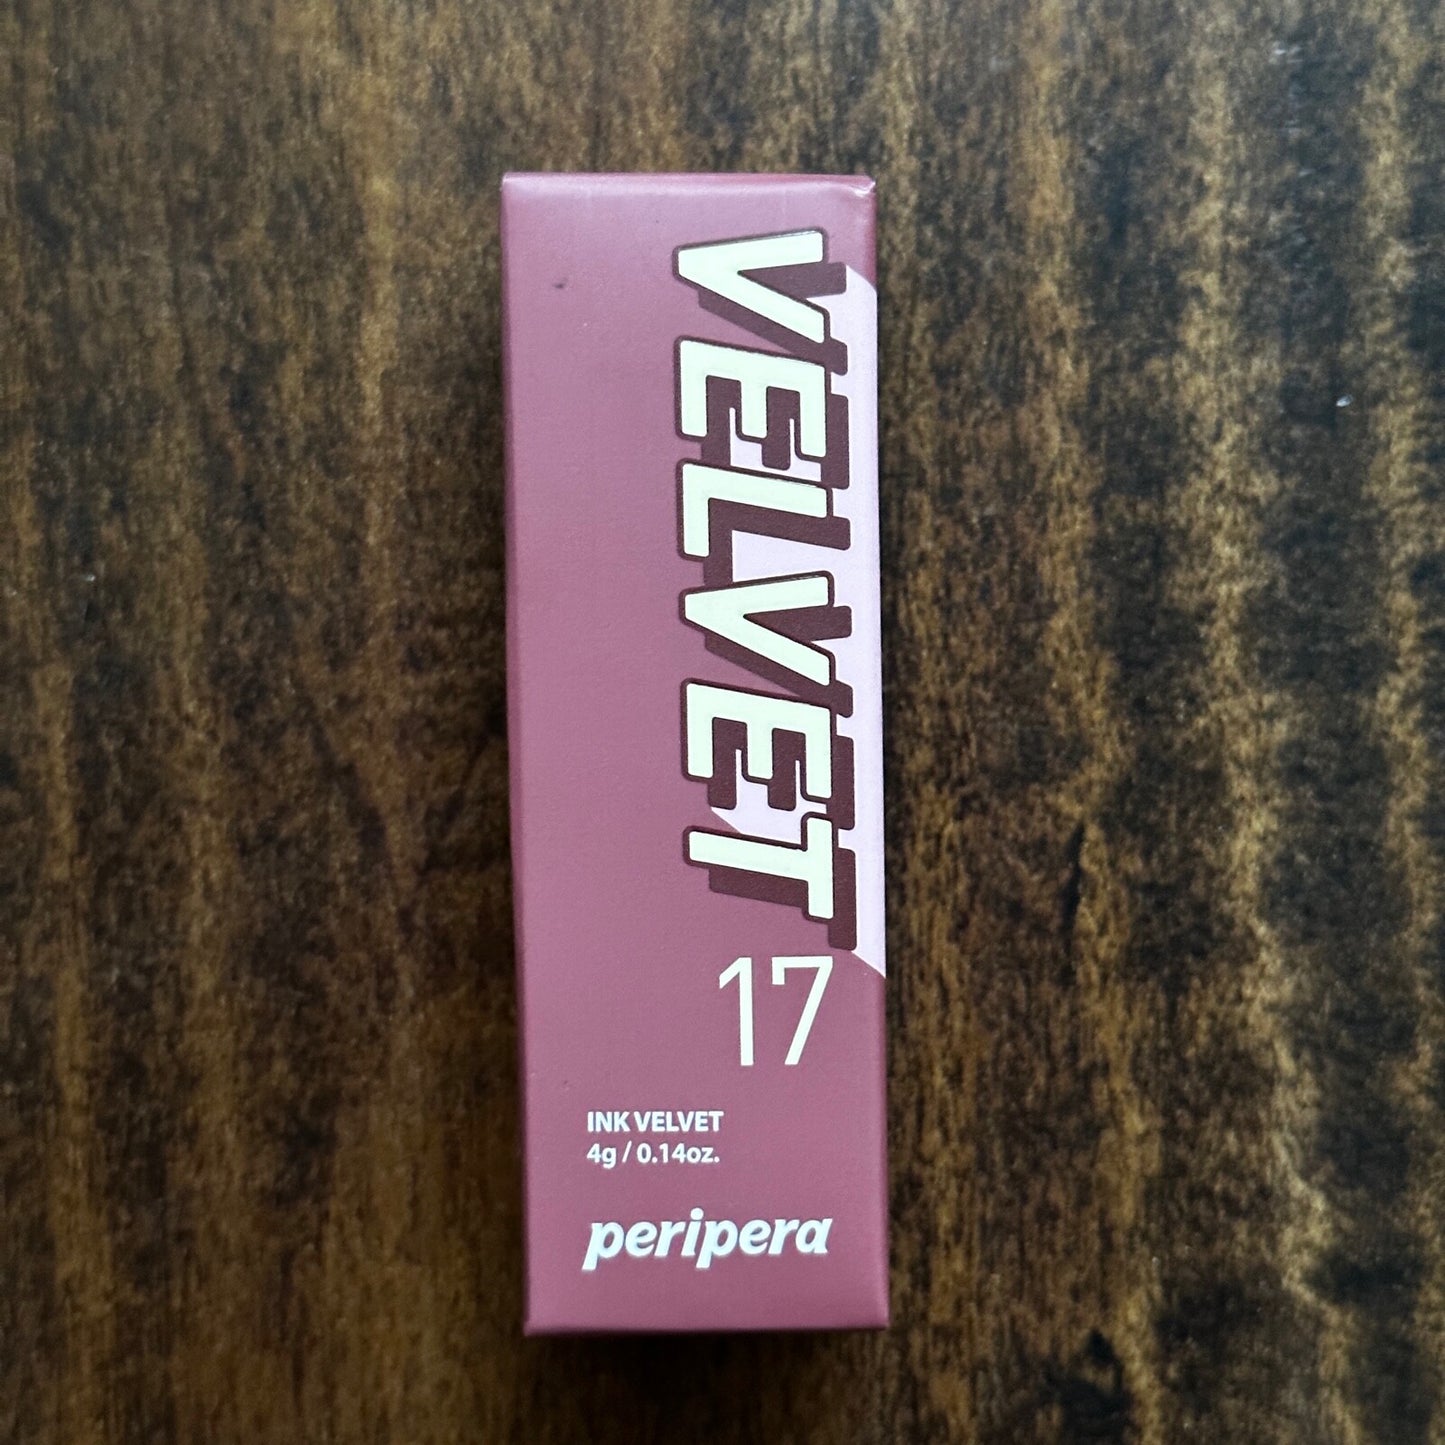 VELVET
17
INK VELVET
4g / 0.14oz.
peripera